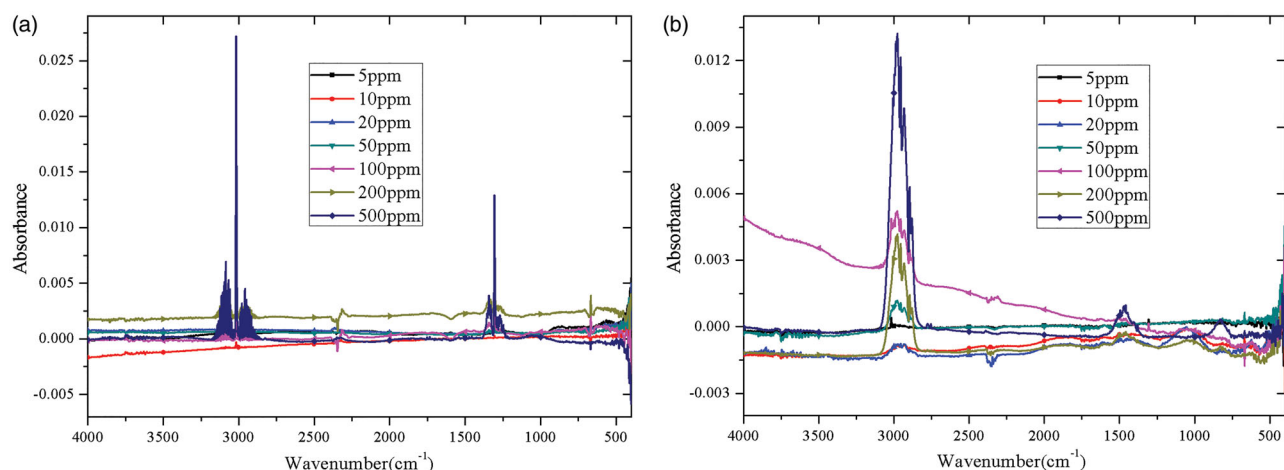 (a)
0.025
0.020
0.015
0.010
0.005
0.000
-0.005
Absorbance
5ppm
10ppm
20ppm
50ppm
100ppm
200ppm
500ppm
4000 3500 3000 2500 2000 1500 1000 500
Wavenumber(cm⁻¹)
(b)
0.012
0.009
0.006
0.003
0.000
-0.003
Absorbance
5ppm
10ppm
20ppm
50ppm
100ppm
200ppm
500ppm
4000 3500 3000 2500 2000 1500 1000 500
Wavenumber(cm⁻¹)